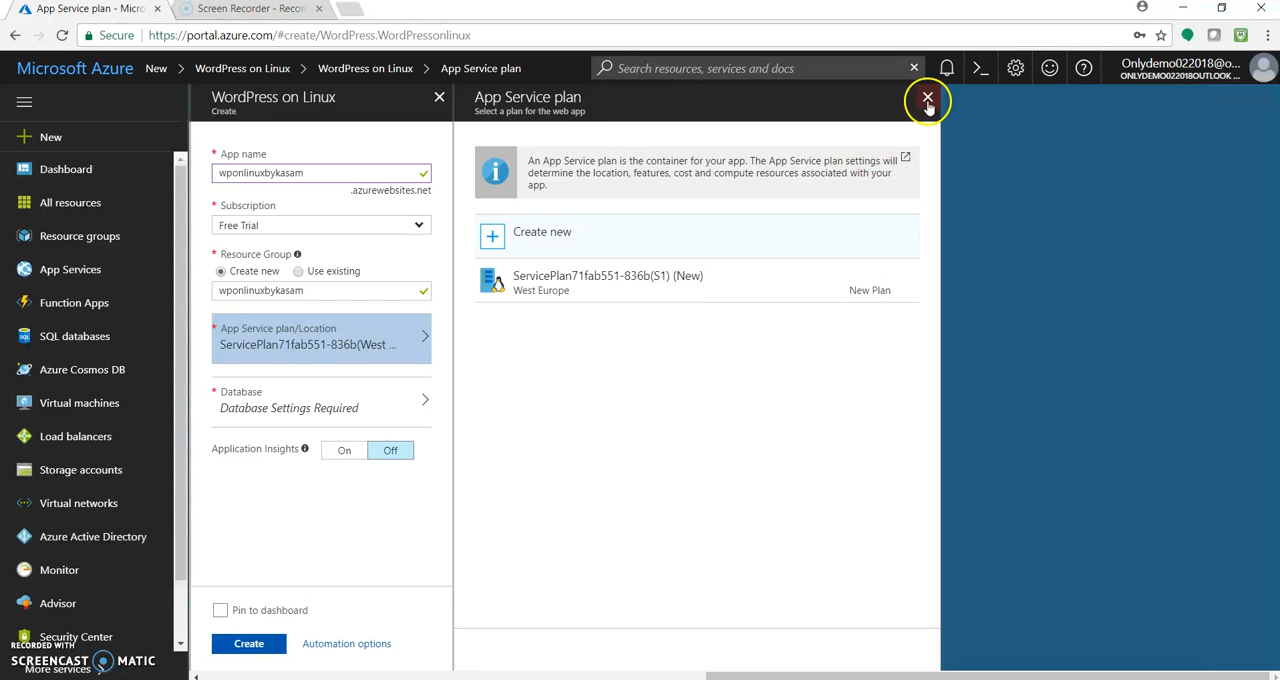 App Service plan - Micro
Screen Recorder - Record
Secure
https://portal.azure.com/#create/WordPress.WordPressonlinux
Microsoft Azure
New
WordPress on Linux
WordPress on Linux
App Service plan
Search resources, services and docs
Onlydemo022018@o...
ONLYDEMO022018OUTLOOK ...
New
Dashboard
All resources
Resource groups
App Services
Function Apps
SQL databases
Azure Cosmos DB
Virtual machines
Load balancers
Storage accounts
Virtual networks
Azure Active Directory
Monitor
Advisor
Security Center
More services
RECORDED WITH
SCREENCAST MATIC
WordPress on Linux
Create
* App name
wponlinuxbykasam
.azurewebsites.net
* Subscription
Free Trial
* Resource Group
Create new
Use existing
wponlinuxbykasam
* App Service plan/Location
ServicePlan71fab551-836b(West ...
* Database
Database Settings Required
Application Insights
On
Off
Pin to dashboard
Create
Automation options
App Service plan
Select a plan for the web app
An App Service plan is the container for your app. The App Service plan settings will
determine the location, features, cost and compute resources associated with your
app.
Create new
ServicePlan71fab551-836b(S1) (New)
West Europe
New Plan